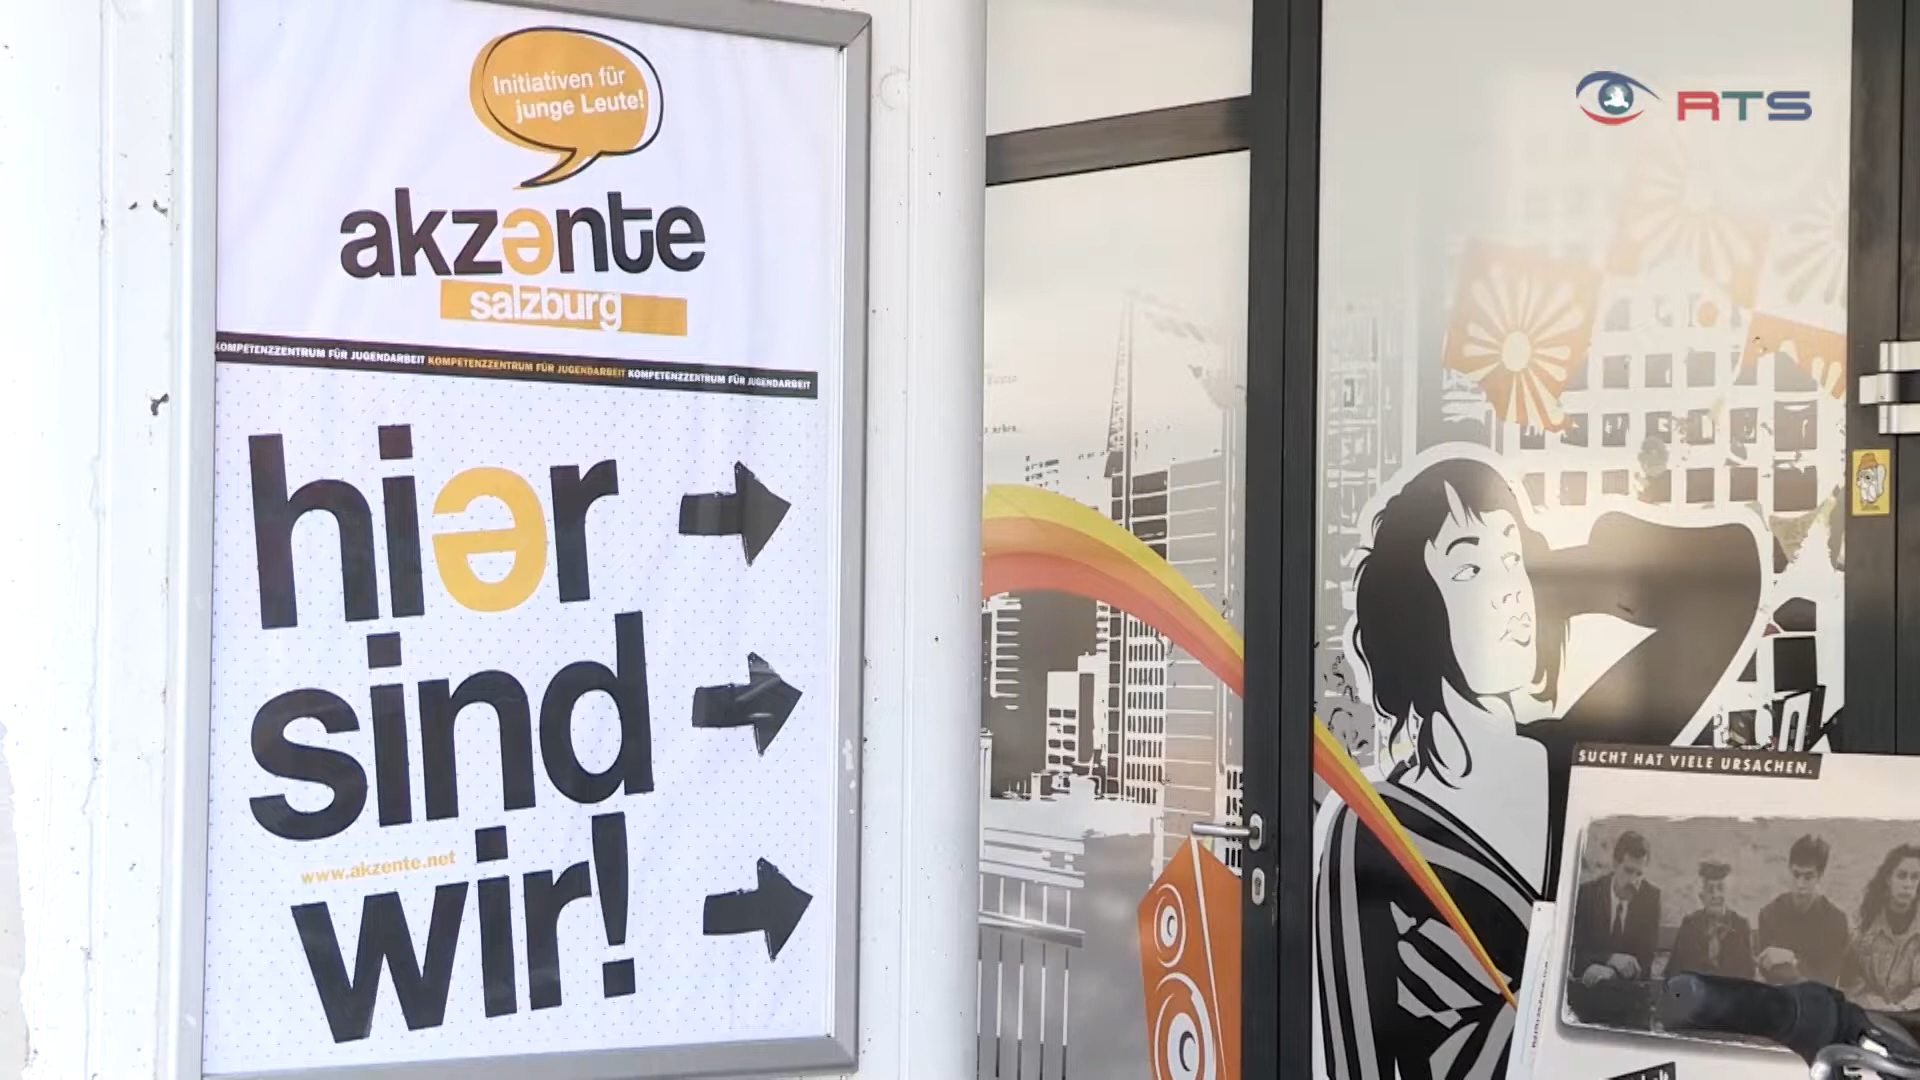 Initiativen für
junge Leute!
akzənte
salzburg
KOMPETENZZENTRUM FÜR JUGENDARBEIT KOMPETENZZENTRUM FÜR JUGENDARBEIT KOMPETENZZENTRUM FÜR JUGENDARBEIT
hiər
sind
www.akzente.net
wir!
RTS
SUCHT HAT VIELE URSACHEN.